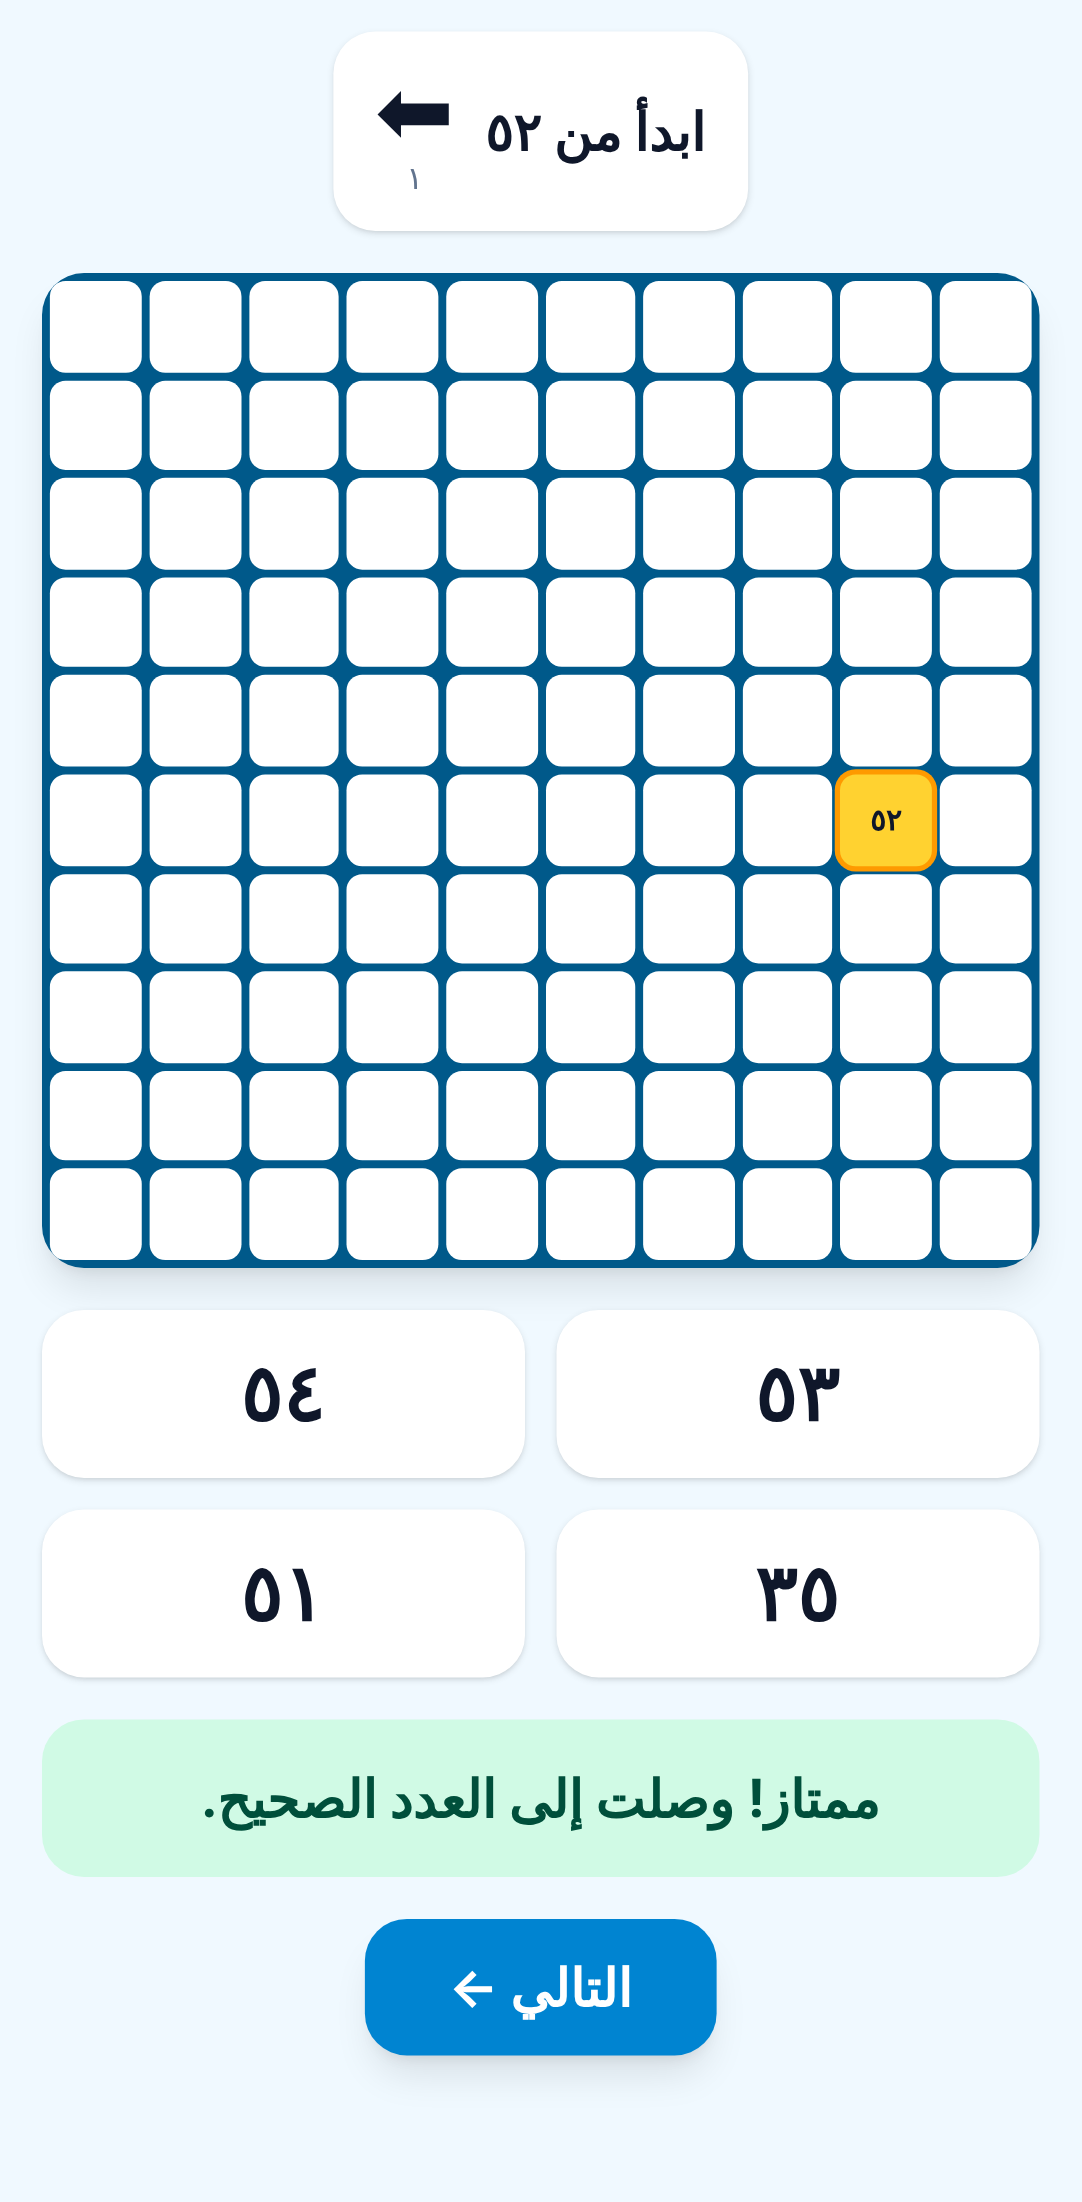 ابدأ من ٥٢ ⬅
١
٥٢
٥٣
٥٤
٣٥
٥١
ممتاز! وصلت إلى العدد الصحيح.
التالي ←